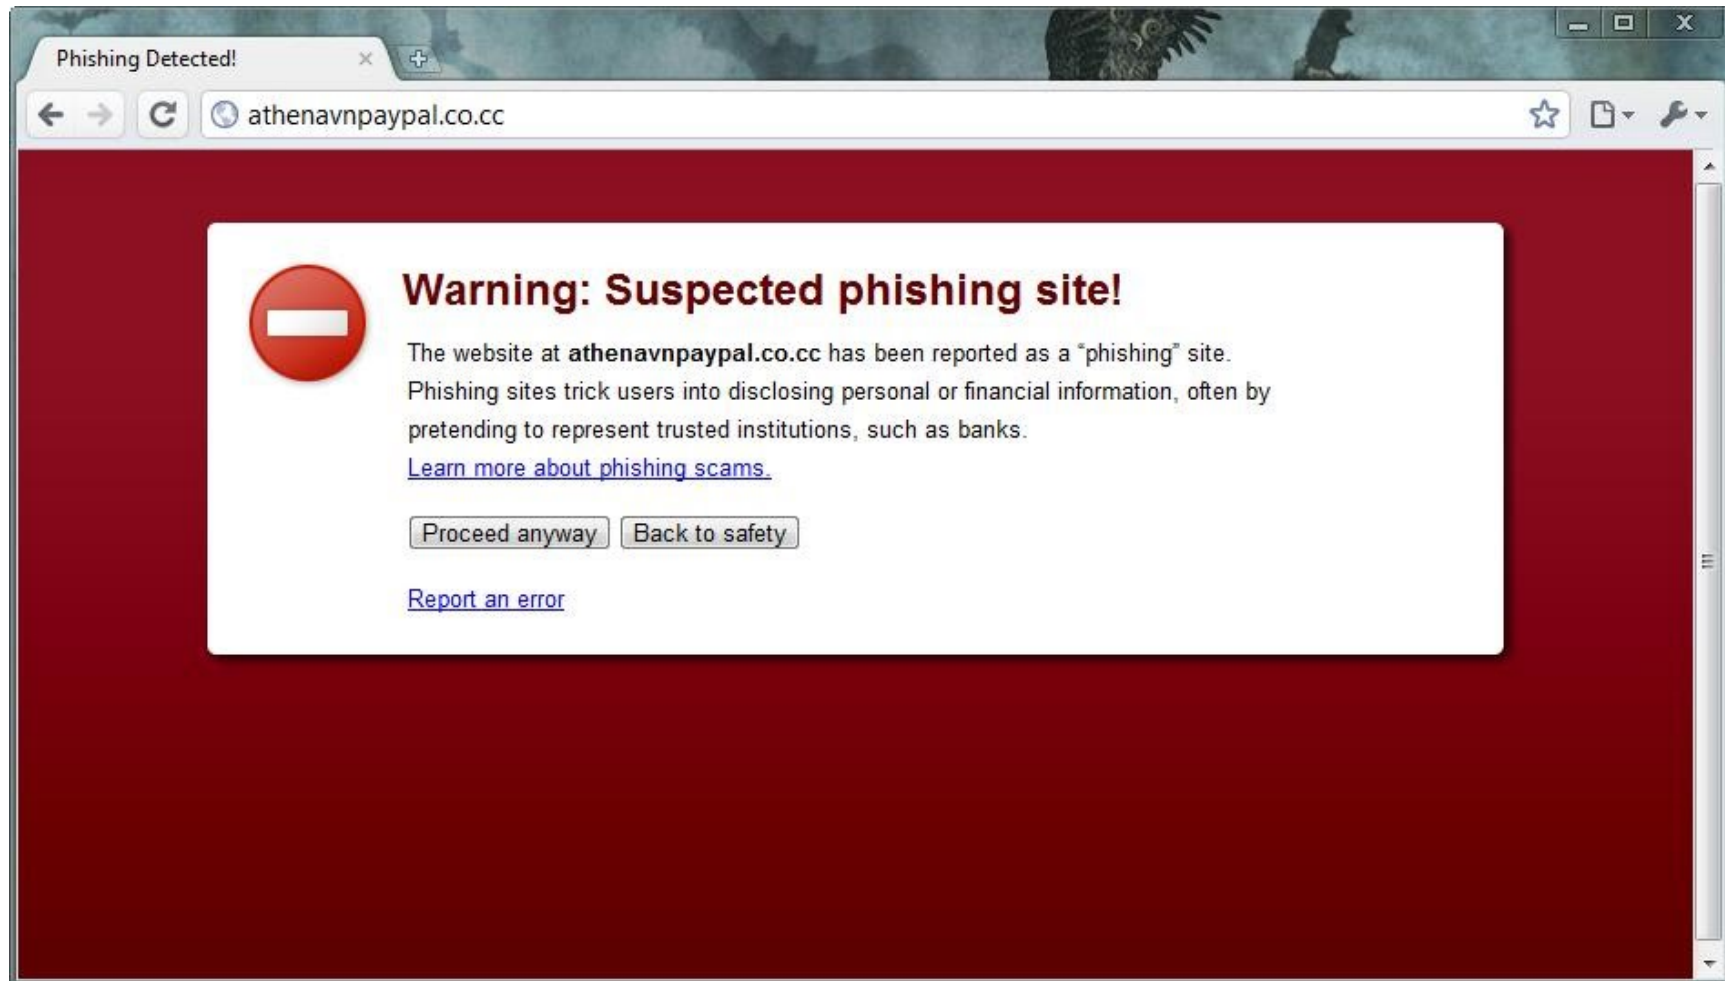 Phishing Detected!
athenavnpaypal.co.cc
Warning: Suspected phishing site!
The website at athenavnpaypal.co.cc has been reported as a “phishing” site.
Phishing sites trick users into disclosing personal or financial information, often by
pretending to represent trusted institutions, such as banks.
Learn more about phishing scams.
Proceed anyway Back to safety
Report an error